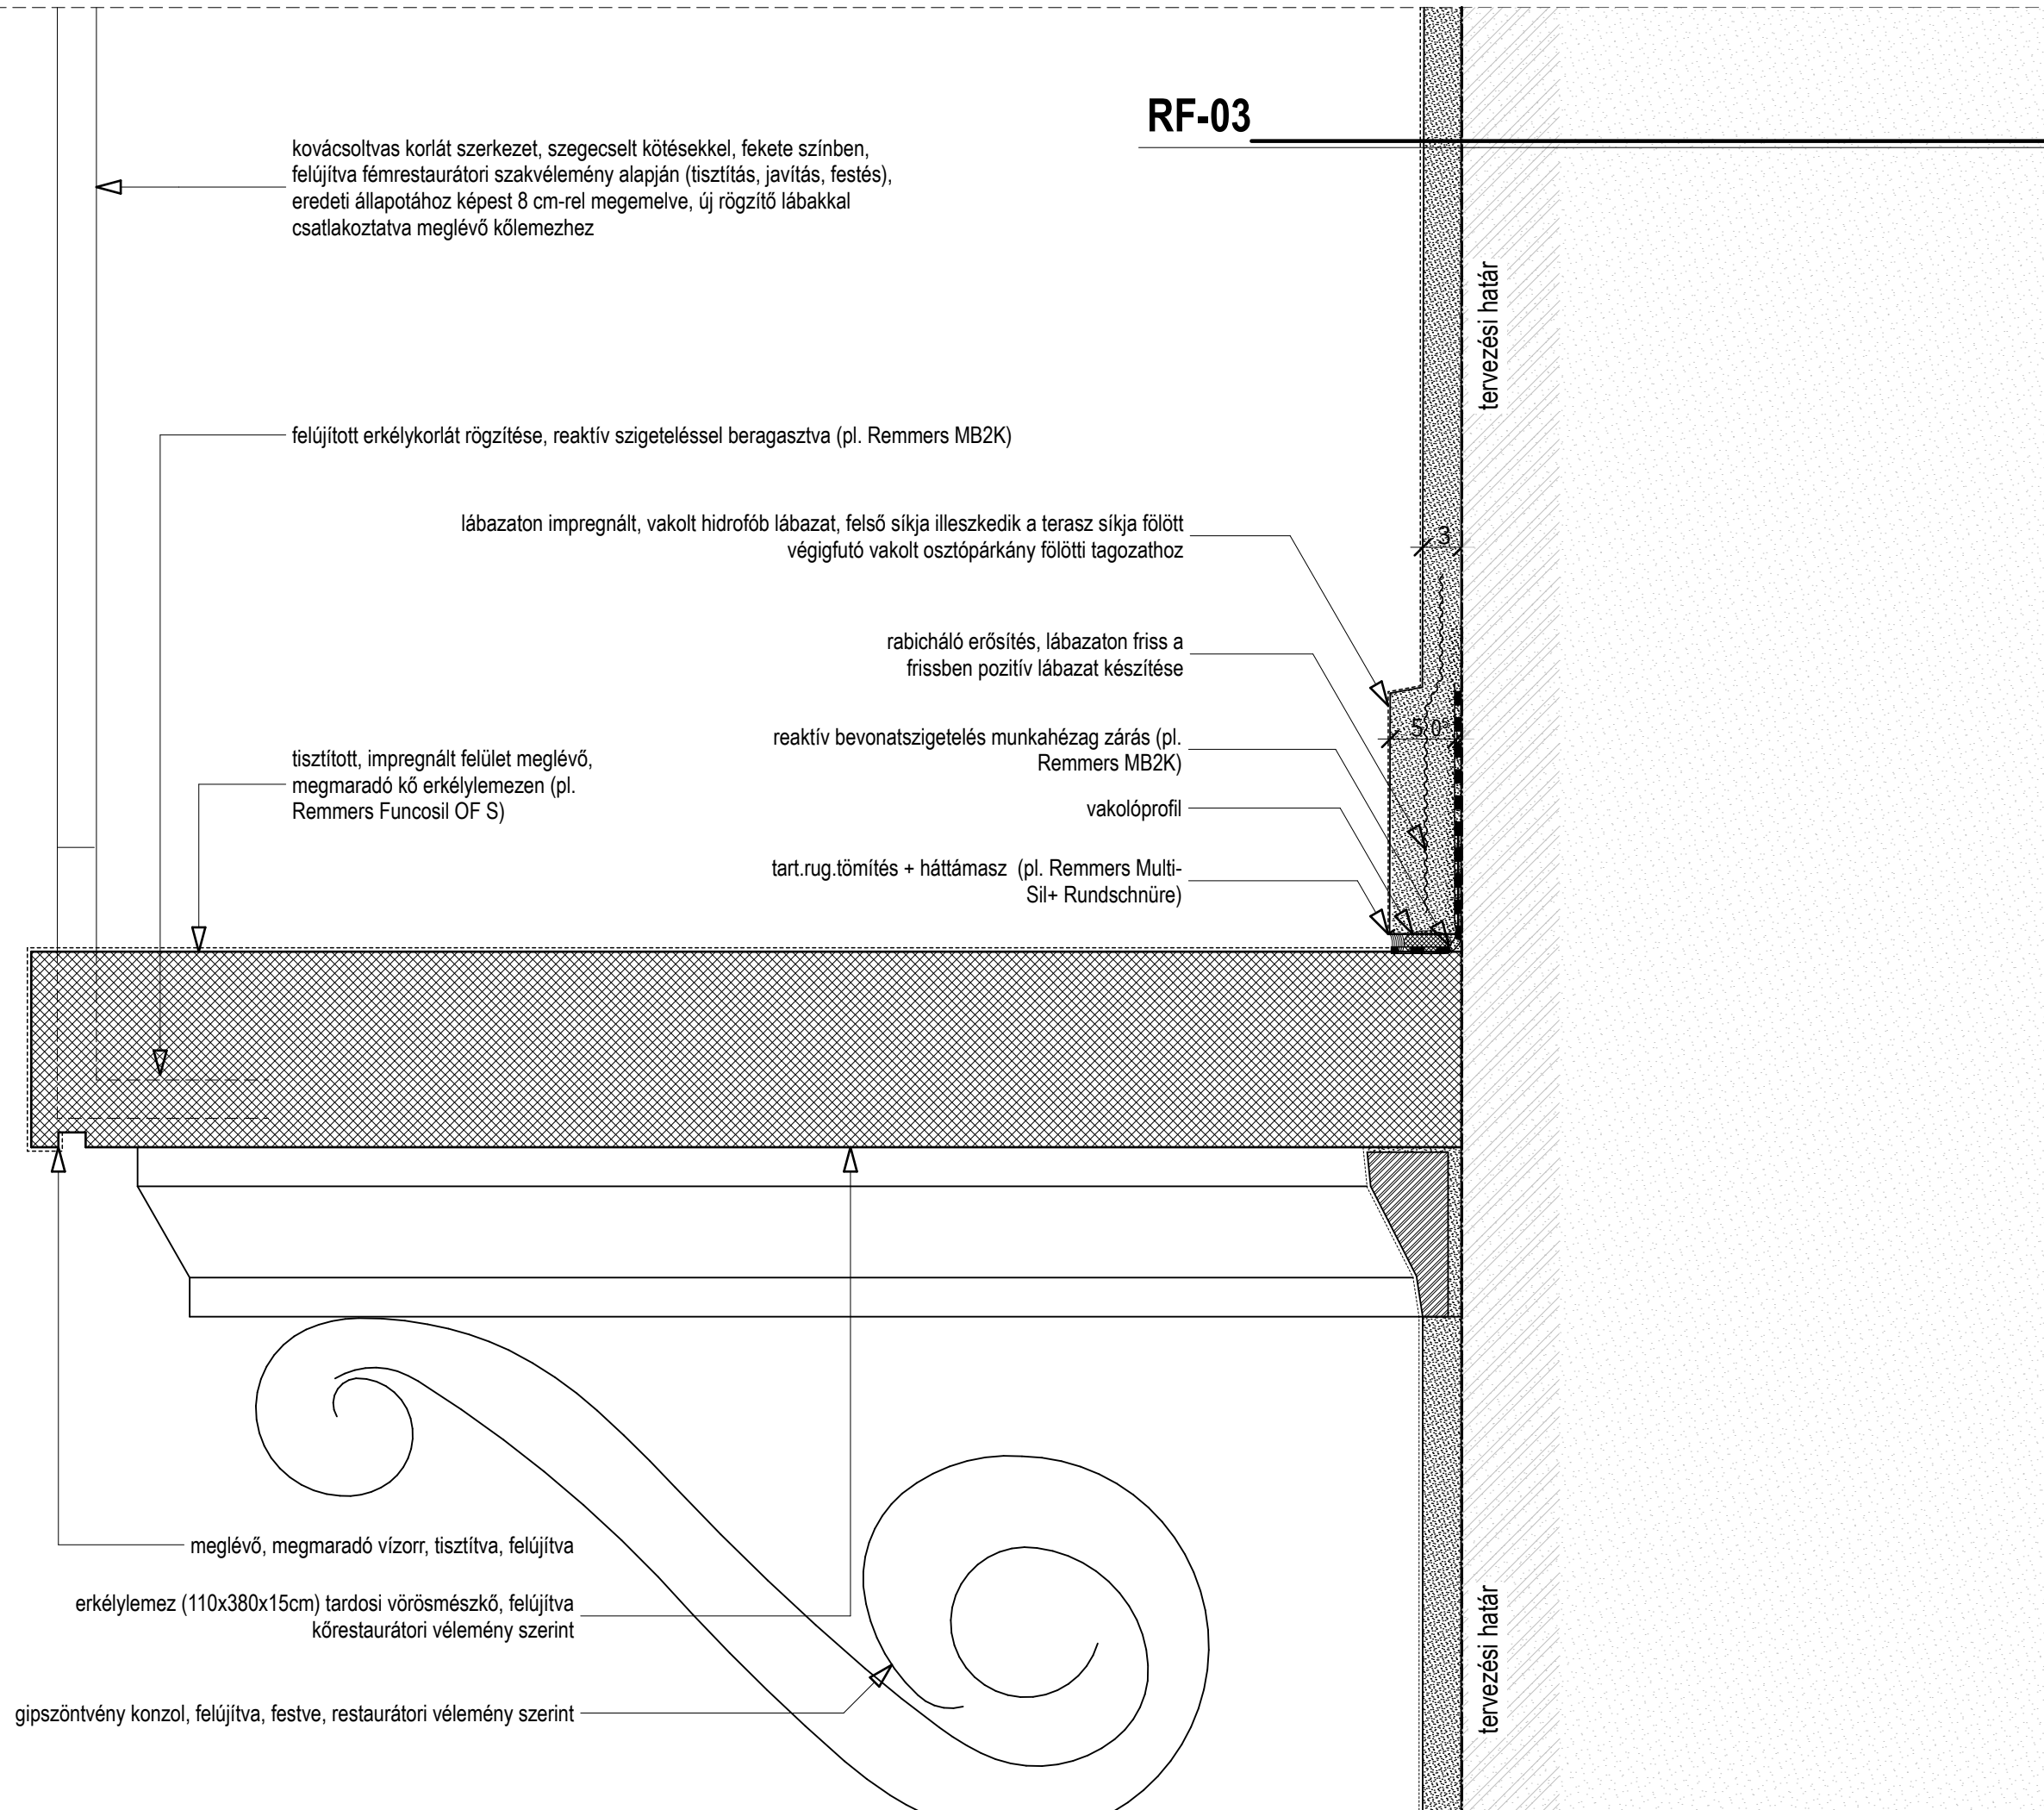 RF-03
kovácsoltvas korlát szerkezet, szegecselt kötésekkel, fekete színben,
felújítva fémrestaurátori szakvélemény alapján (tisztítás, javítás, festés),
eredeti állapotához képest 8 cm-rel megemelve, új rögzítő lábakkal
csatlakoztatva meglévő kőlemezhez
tervezési határ
felújított erkélykorlát rögzítése, reaktív szigeteléssel beragasztva (pl. Remmers MB2K)
lábazaton impregnált, vakolt hidrofób lábazat, felső síkja illeszkedik a terasz síkja fölött
végigfutó vakolt osztópárkány fölötti tagozathoz
3
rabicháló erősítés, lábazaton friss a
frissben pozitív lábazat készítése
5,0
reaktív bevonatszigetelés munkahézag zárás (pl.
Remmers MB2K)
tisztított, impregnált felület meglévő,
megmaradó kő erkélylemezen (pl.
Remmers Funcosil OF S)
vakolóprofil
tart.rug.tömítés + háttámasz (pl. Remmers Multi-
Sil+ Rundschnüre)
meglévő, megmaradó vízorr, tisztítva, felújítva
erkélylemez (110x380x15cm) tardosi vörösmészkő, felújítva
kőrestaurátori vélemény szerint
tervezési határ
gipszöntvény konzol, felújítva, festve, restaurátori vélemény szerint